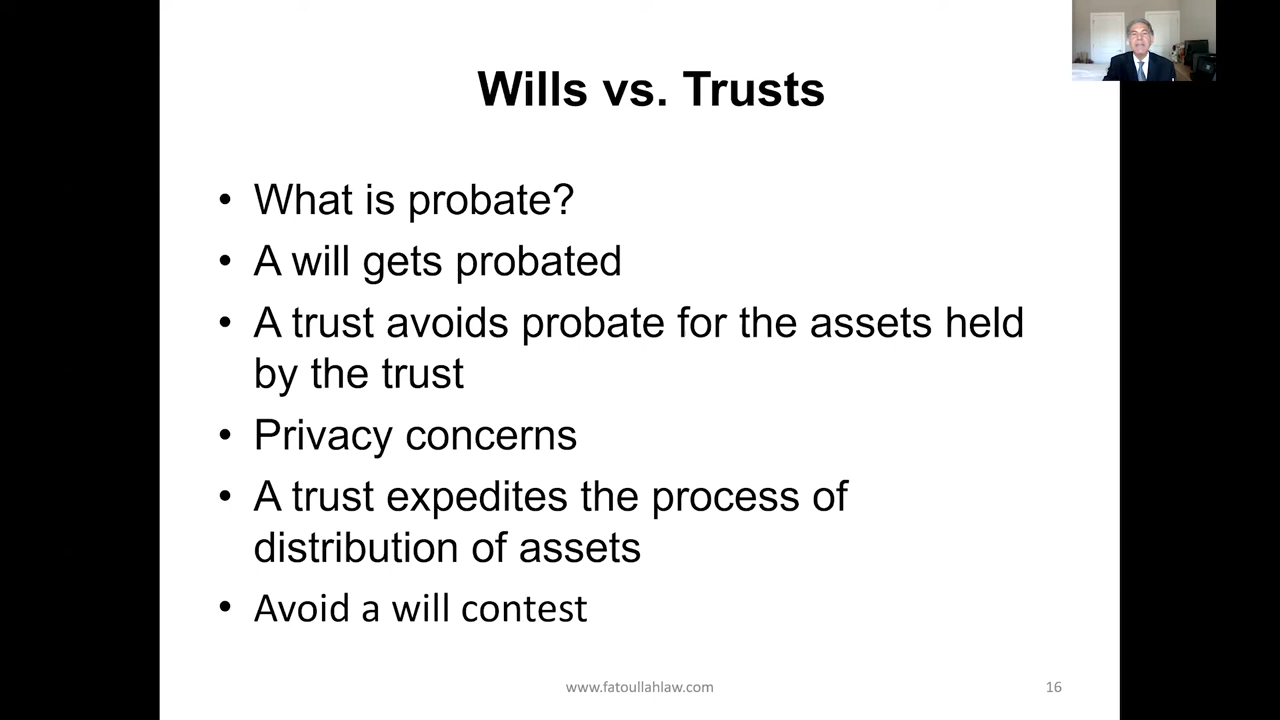 Wills vs. Trusts
• What is probate?
• A will gets probated
• A trust avoids probate for the assets held
by the trust
• Privacy concerns
• A trust expedites the process of
distribution of assets
• Avoid a will contest
www.fatoullahlaw.com
16